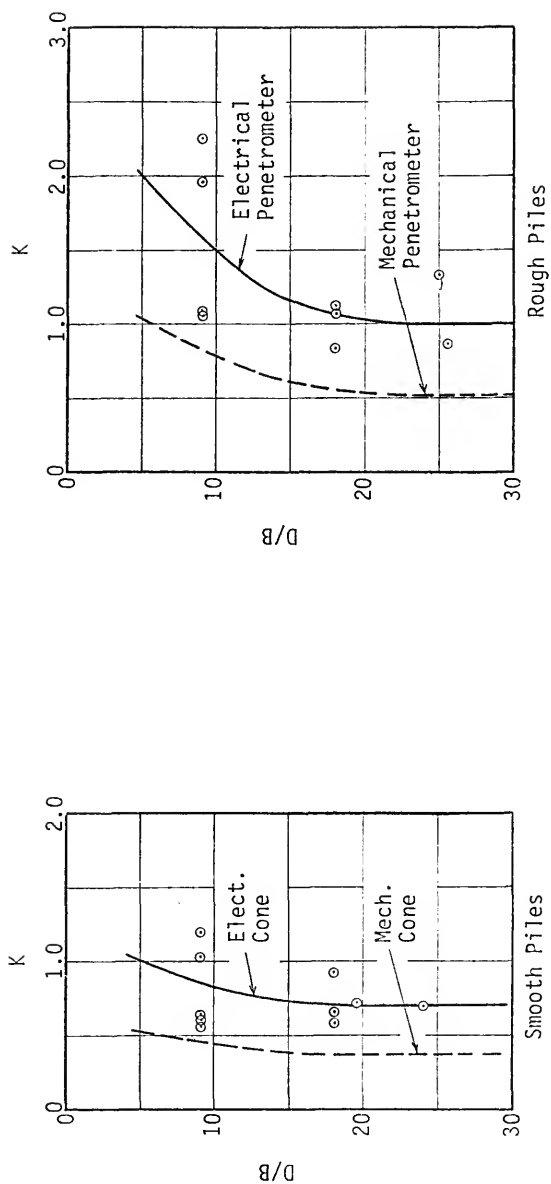 K
0
1.0
2.0
0
10
20
30
D/B
Elect.
Cone
Mech.
Cone
Smooth Piles
K
0
1.0
2.0
3.0
0
10
20
30
D/B
Electrical
Penetrometer
Mechanical
Penetrometer
Rough Piles